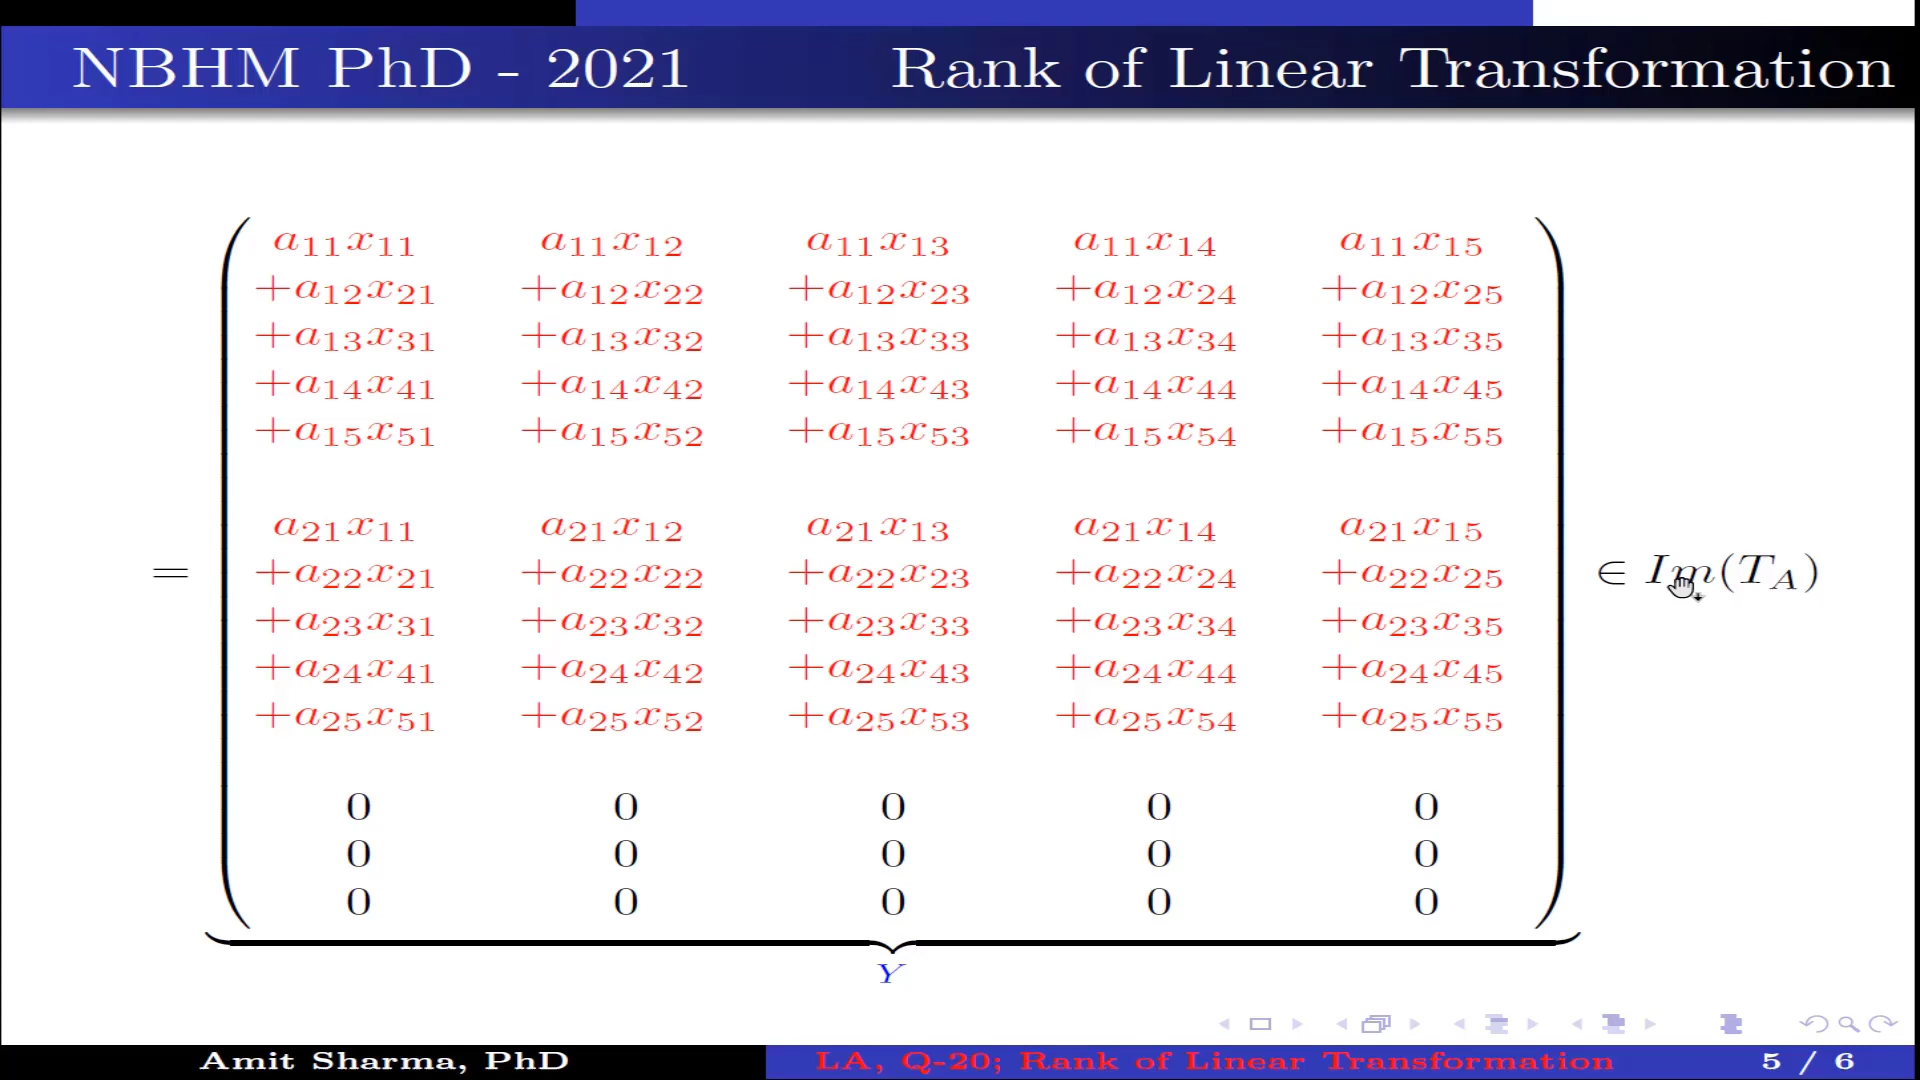 NBHM PhD - 2021 Rank of Linear Transformation
a11x11 a11x12 a11x13 a11x14 a11x15
+a12x21 +a12x22 +a12x23 +a12x24 +a12x25
+a13x31 +a13x32 +a13x33 +a13x34 +a13x35
+a14x41 +a14x42 +a14x43 +a14x44 +a14x45
+a15x51 +a15x52 +a15x53 +a15x54 +a15x55
a21x11 a21x12 a21x13 a21x14 a21x15
= +a22x21 +a22x22 +a22x23 +a22x24 +a22x25 ∈ Im(TA)
+a23x31 +a23x32 +a23x33 +a23x34 +a23x35
+a24x41 +a24x42 +a24x43 +a24x44 +a24x45
+a25x51 +a25x52 +a25x53 +a25x54 +a25x55
0 0 0 0 0
0 0 0 0 0
0 0 0 0 0
Y
Amit Sharma, PhD LA, Q-20; Rank of Linear Transformation 5 / 6